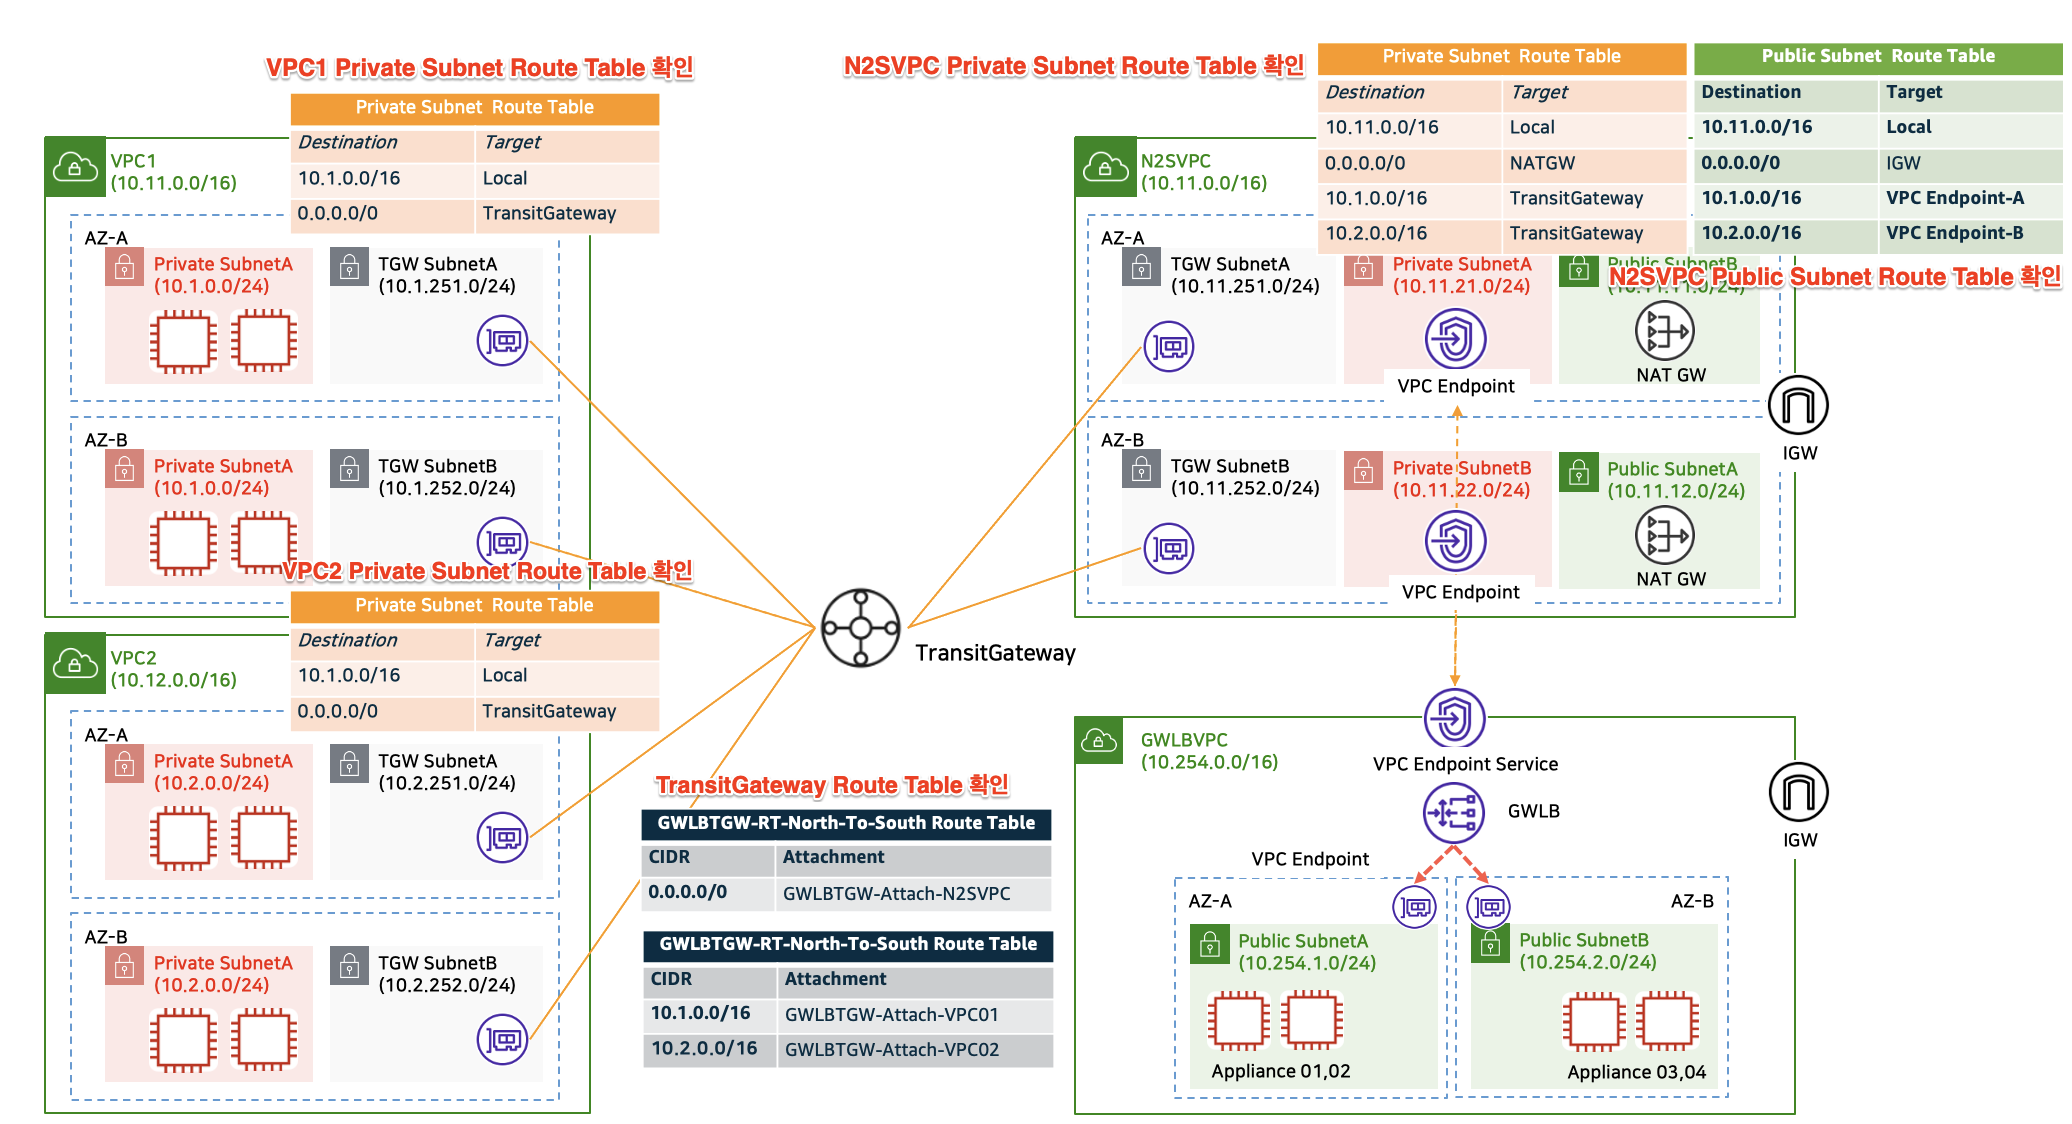 VPC1 Private Subnet Route Table 확인
Private Subnet Route Table
Destination Target
10.1.0.0/16 Local
0.0.0.0/0 TransitGateway
VPC1
(10.11.0.0/16)
AZ-A
Private SubnetA
(10.1.0.0/24)
TGW SubnetA
(10.1.251.0/24)
AZ-B
Private SubnetA
(10.1.0.0/24)
TGW SubnetB
(10.1.252.0/24)
VPC2 Private Subnet Route Table 확인
Private Subnet Route Table
Destination Target
10.1.0.0/16 Local
0.0.0.0/0 TransitGateway
VPC2
(10.12.0.0/16)
AZ-A
Private SubnetA
(10.2.0.0/24)
TGW SubnetA
(10.2.251.0/24)
AZ-B
Private SubnetA
(10.2.0.0/24)
TGW SubnetB
(10.2.252.0/24)
TransitGateway
TransitGateway Route Table 확인
GWLBTGW-RT-North-To-South Route Table
CIDR Attachment
0.0.0.0/0 GWLBTGW-Attach-N2SVPC
GWLBTGW-RT-North-To-South Route Table
CIDR Attachment
10.1.0.0/16 GWLBTGW-Attach-VPC01
10.2.0.0/16 GWLBTGW-Attach-VPC02
N2SVPC Private Subnet Route Table 확인
Private Subnet Route Table
Destination Target
10.11.0.0/16 Local
0.0.0.0/0 NATGW
10.1.0.0/16 TransitGateway
10.2.0.0/16 TransitGateway
Public Subnet Route Table
Destination Target
10.11.0.0/16 Local
0.0.0.0/0 IGW
10.1.0.0/16 VPC Endpoint-A
10.2.0.0/16 VPC Endpoint-B
N2SVPC Public Subnet Route Table 확인
N2SVPC
(10.11.0.0/16)
AZ-A
TGW SubnetA
(10.11.251.0/24)
Private SubnetA
(10.11.21.0/24)
VPC Endpoint
Public SubnetB
(10.11.11.0/24)
NAT GW
IGW
AZ-B
TGW SubnetB
(10.11.252.0/24)
Private SubnetB
(10.11.22.0/24)
VPC Endpoint
Public SubnetA
(10.11.12.0/24)
NAT GW
GWLBVPC
(10.254.0.0/16)
VPC Endpoint Service
GWLB
IGW
VPC Endpoint
AZ-A
Public SubnetA
(10.254.1.0/24)
Appliance 01,02
AZ-B
Public SubnetB
(10.254.2.0/24)
Appliance 03,04